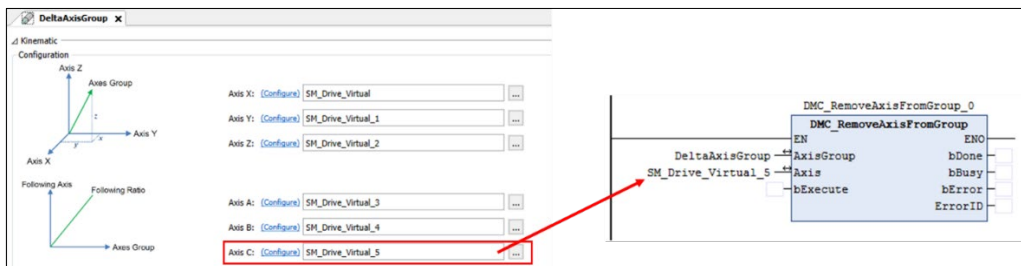 DeltaAxisGroup X
Kinematic
Configuration
Axis Z
Axes Group
z
Axis Y
x
y
Axis X
Axis X: (Configure) SM_Drive_Virtual ...
Axis Y: (Configure) SM_Drive_Virtual_1 ...
Axis Z: (Configure) SM_Drive_Virtual_2 ...
Following Axis
Following Ratio
Axes Group
Axis A: (Configure) SM_Drive_Virtual_3 ...
Axis B: (Configure) SM_Drive_Virtual_4 ...
Axis C: (Configure) SM_Drive_Virtual_5 ...
DMC_RemoveAxisFromGroup_0
DMC_RemoveAxisFromGroup
EN ENO
DeltaAxisGroup AxisGroup bDone
SM_Drive_Virtual_5 Axis bBusy
bExecute bError
ErrorID